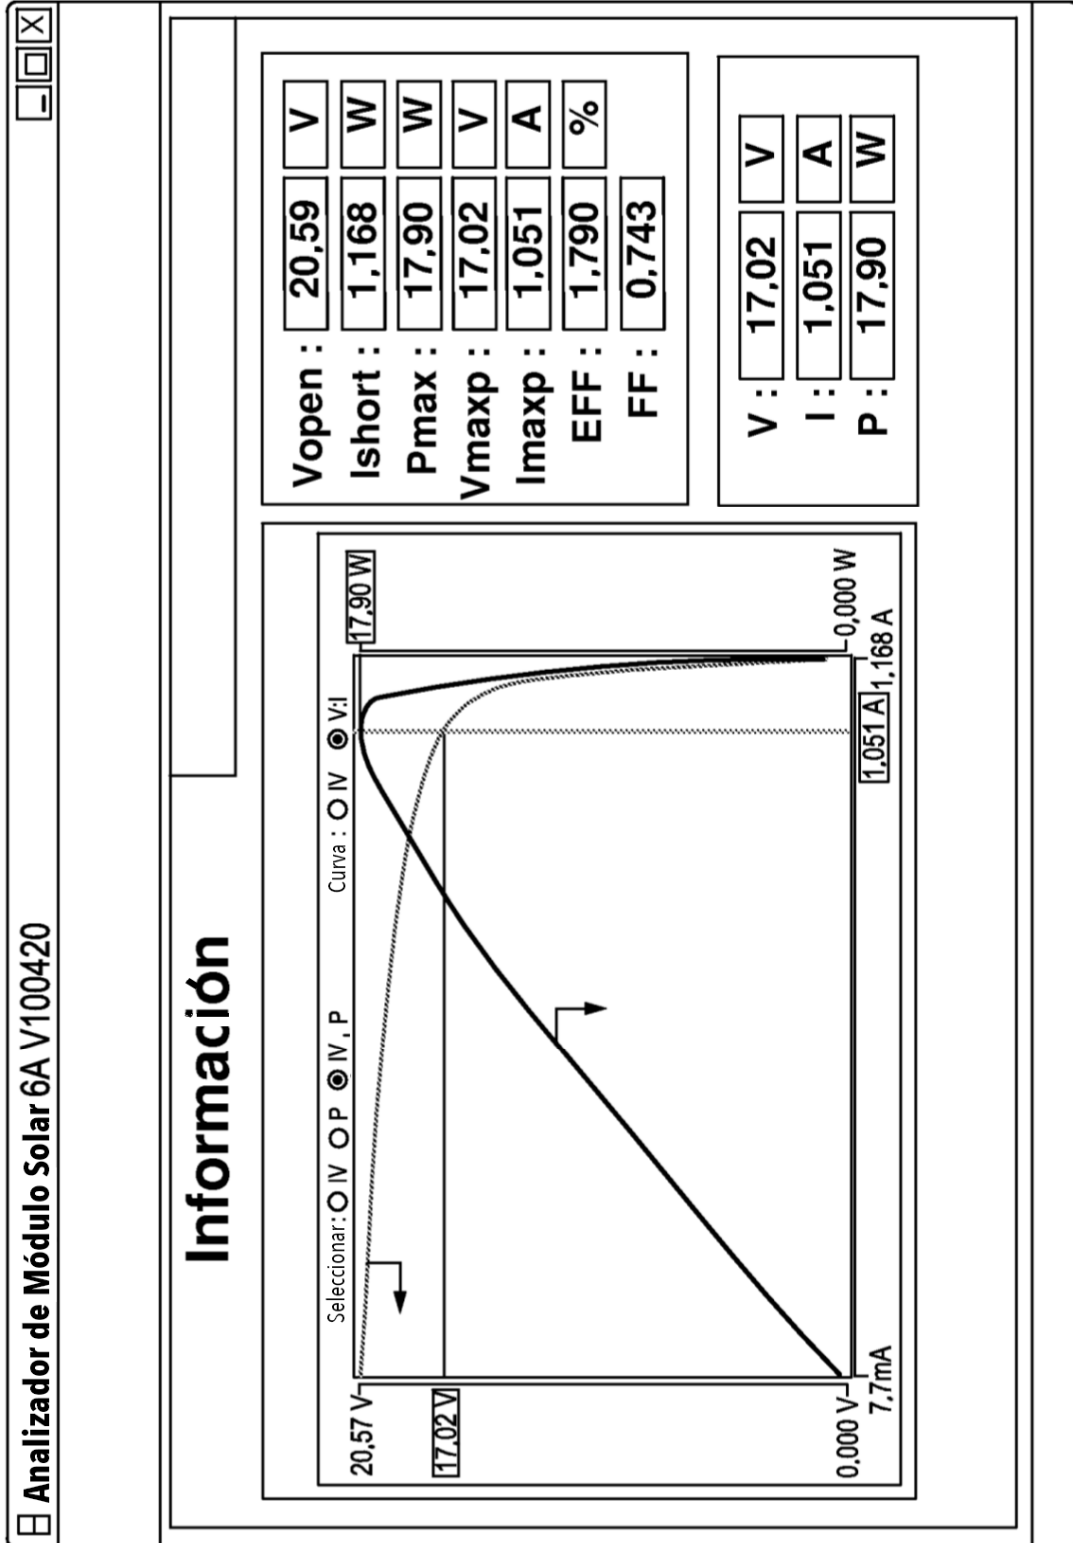 Analizador de Módulo Solar 6A V100420
Información
Seleccionar: IV P IV, P Curva : IV V:I
20,57 V
17,02 V
0,000 V
17,90 W
0,000 W
7,7mA
1,051 A
1,168 A
Vopen : 20,59 V
Ishort : 1,168 W
Pmax : 17,90 W
Vmaxp : 17,02 V
Imaxp : 1,051 A
EFF : 1,790 %
FF : 0,743
V : 17,02 V
I : 1,051 A
P : 17,90 W